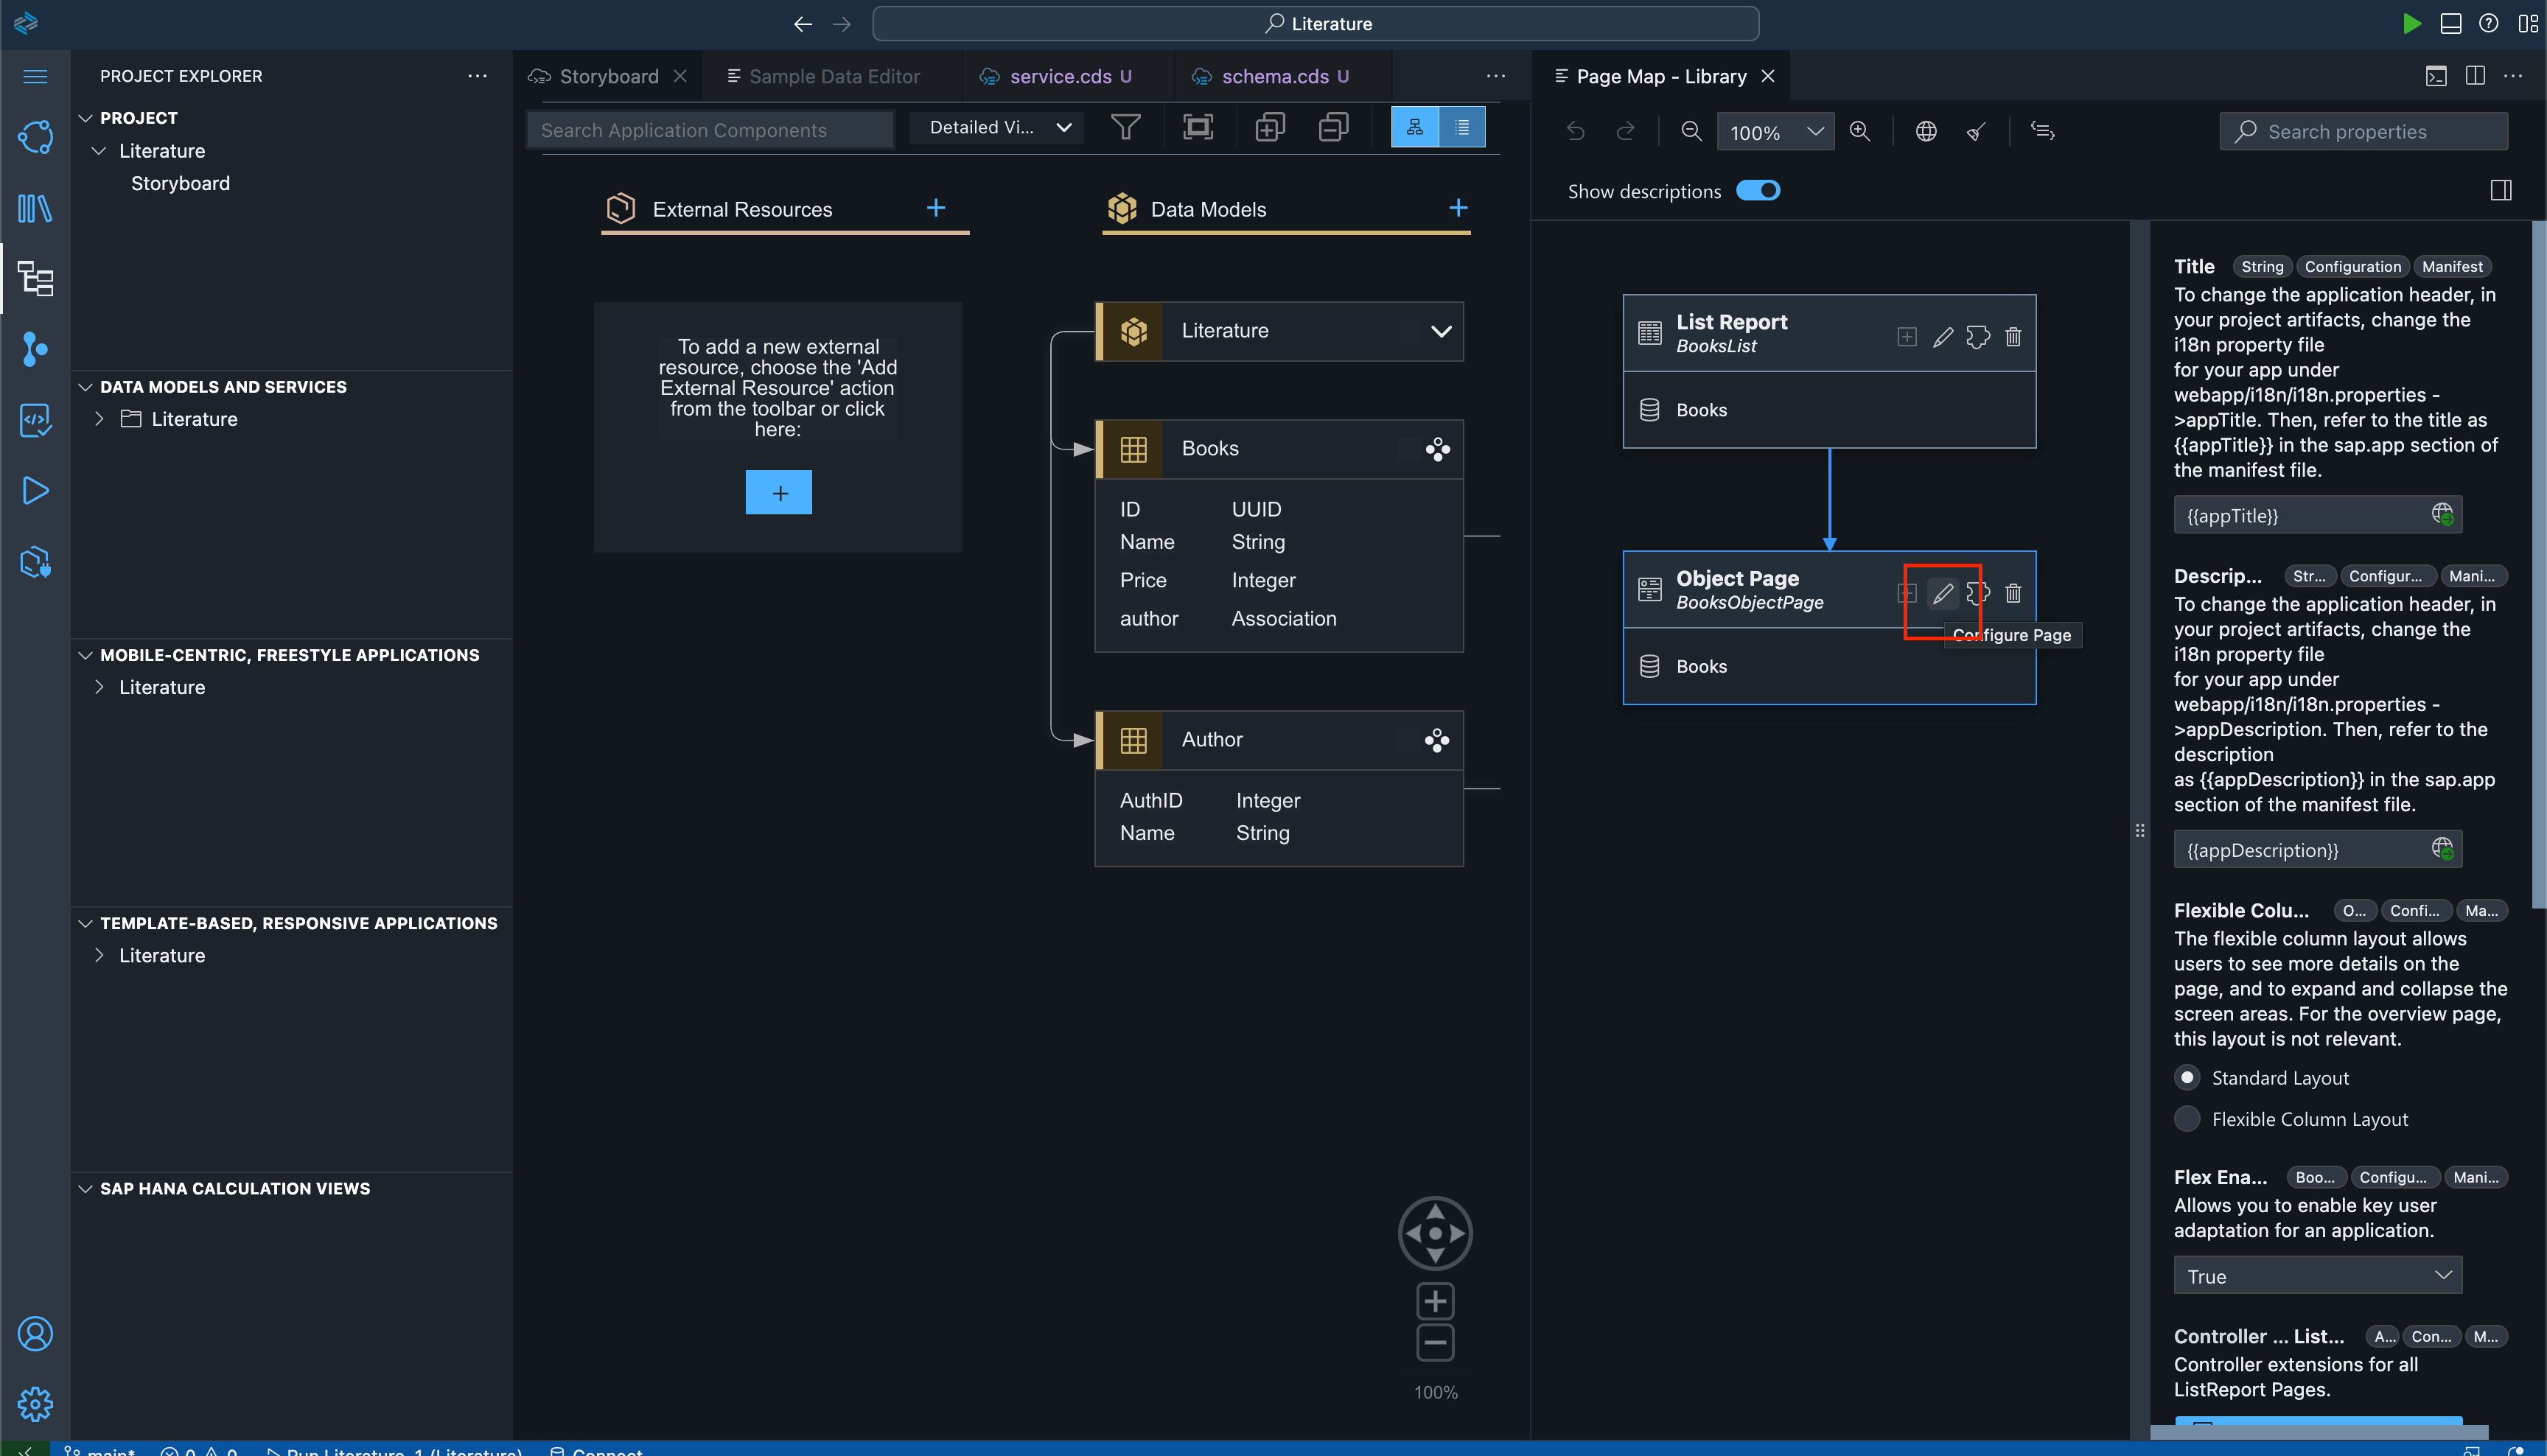 Literature
PROJECT EXPLORER
PROJECT
Literature
Storyboard
DATA MODELS AND SERVICES
Literature
MOBILE-CENTRIC, FREESTYLE APPLICATIONS
Literature
TEMPLATE-BASED, RESPONSIVE APPLICATIONS
Literature
SAP HANA CALCULATION VIEWS
Storyboard
Sample Data Editor
service.cds U
schema.cds U
Search Application Components
Detailed Vi...
External Resources
Data Models
To add a new external
resource, choose the 'Add
External Resource' action
from the toolbar or click
here:
Literature
Books
ID UUID
Name String
Price Integer
author Association
Author
AuthID Integer
Name String
100%
Page Map - Library
100%
Search properties
Show descriptions
List Report
BooksList
Books
Object Page
BooksObjectPage
Configure Page
Books
Title String Configuration Manifest
To change the application header, in
your project artifacts, change the
i18n property file
for your app under
webapp/i18n/i18n.properties -
>appTitle. Then, refer to the title as
{{appTitle}} in the sap.app section of
the manifest file.
{{appTitle}}
Descrip... Str... Configur... Mani...
To change the application header, in
your project artifacts, change the
i18n property file
for your app under
webapp/i18n/i18n.properties -
>appDescription. Then, refer to the
description
as {{appDescription}} in the sap.app
section of the manifest file.
{{appDescription}}
Flexible Colu... O... Confi... Ma...
The flexible column layout allows
users to see more details on the
page, and to expand and collapse the
screen areas. For the overview page,
this layout is not relevant.
Standard Layout
Flexible Column Layout
Flex Ena... Boo... Configu... Mani...
Allows you to enable key user
adaptation for an application.
True
Controller ... List... A... Con... M...
Controller extensions for all
ListReport Pages.
main* 0 0 Run Literature-1 (Literature) Connect